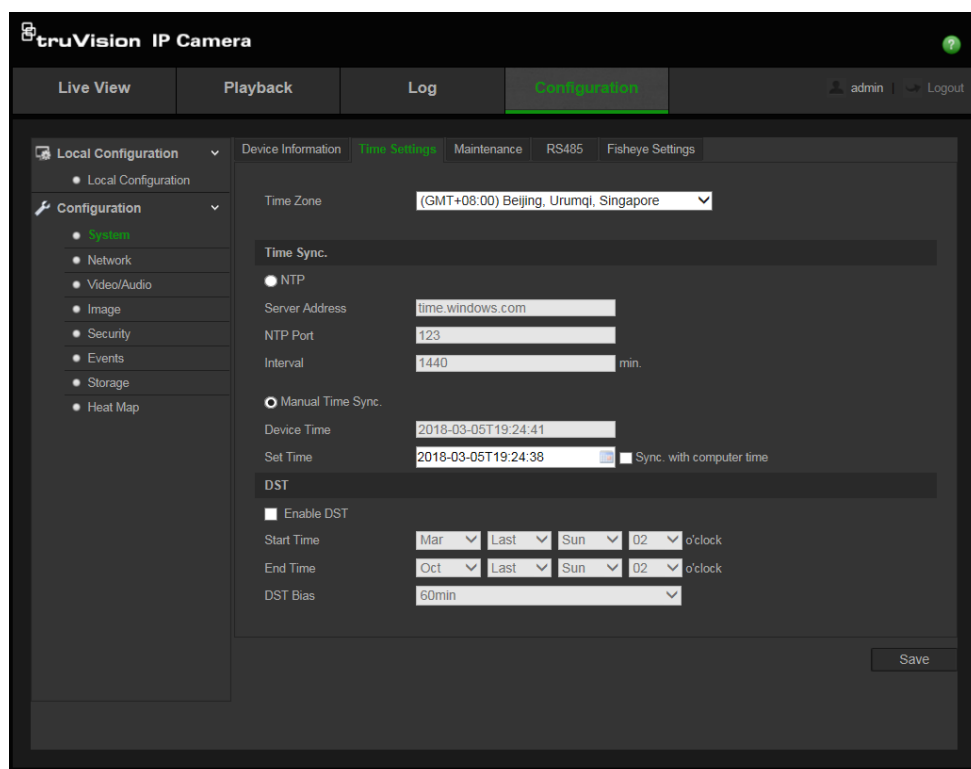 truVision IP Camera
?
Live View Playback Log Configuration admin | Logout
Local Configuration
Local Configuration
Configuration
System
Network
Video/Audio
Image
Security
Events
Storage
Heat Map
Device Information Time Settings Maintenance RS485 Fisheye Settings
Time Zone (GMT+08:00) Beijing, Urumqi, Singapore
Time Sync.
NTP
Server Address time.windows.com
NTP Port 123
Interval 1440 min.
Manual Time Sync.
Device Time 2018-03-05T19:24:41
Set Time 2018-03-05T19:24:38 Sync. with computer time
DST
Enable DST
Start Time Mar Last Sun 02 o'clock
End Time Oct Last Sun 02 o'clock
DST Bias 60min
Save